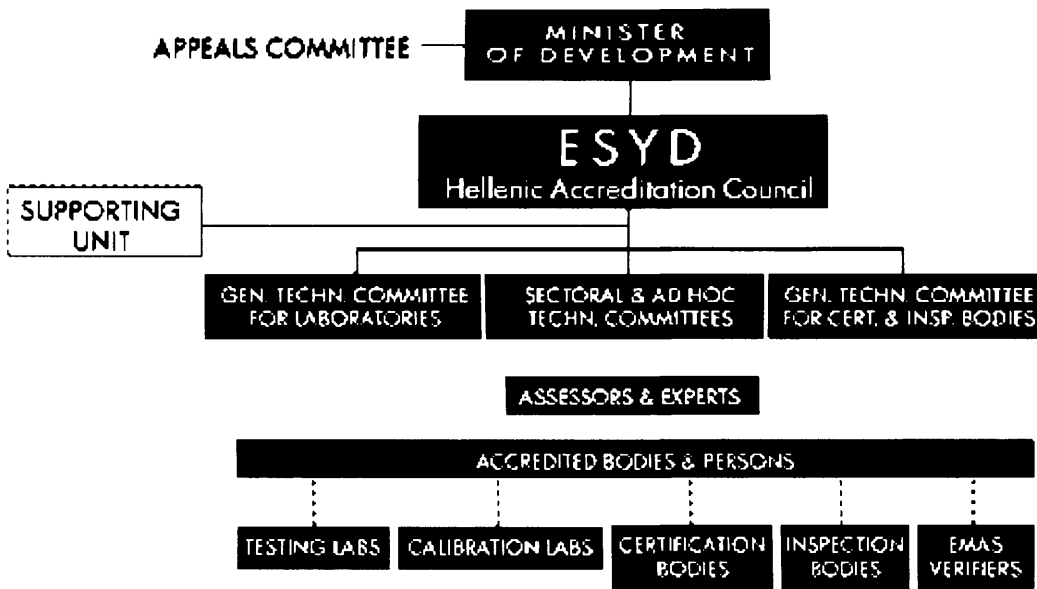 APPEALS COMMITTEE
MINISTER
OF DEVELOPMENT
ESYD
Hellenic Accreditation Council
SUPPORTING
UNIT
GEN. TECHN. COMMITTEE
FOR LABORATORIES
SECTORAL & AD HOC
TECHN. COMMITTEES
GEN. TECHN. COMMITTEE
FOR CERT. & INSP. BODIES
ASSESSORS & EXPERTS
ACCREDITED BODIES & PERSONS
TESTING LABS
CALIBRATION LABS
CERTIFICATION
BODIES
INSPECTION
BODIES
EMAS
VERIFIERS